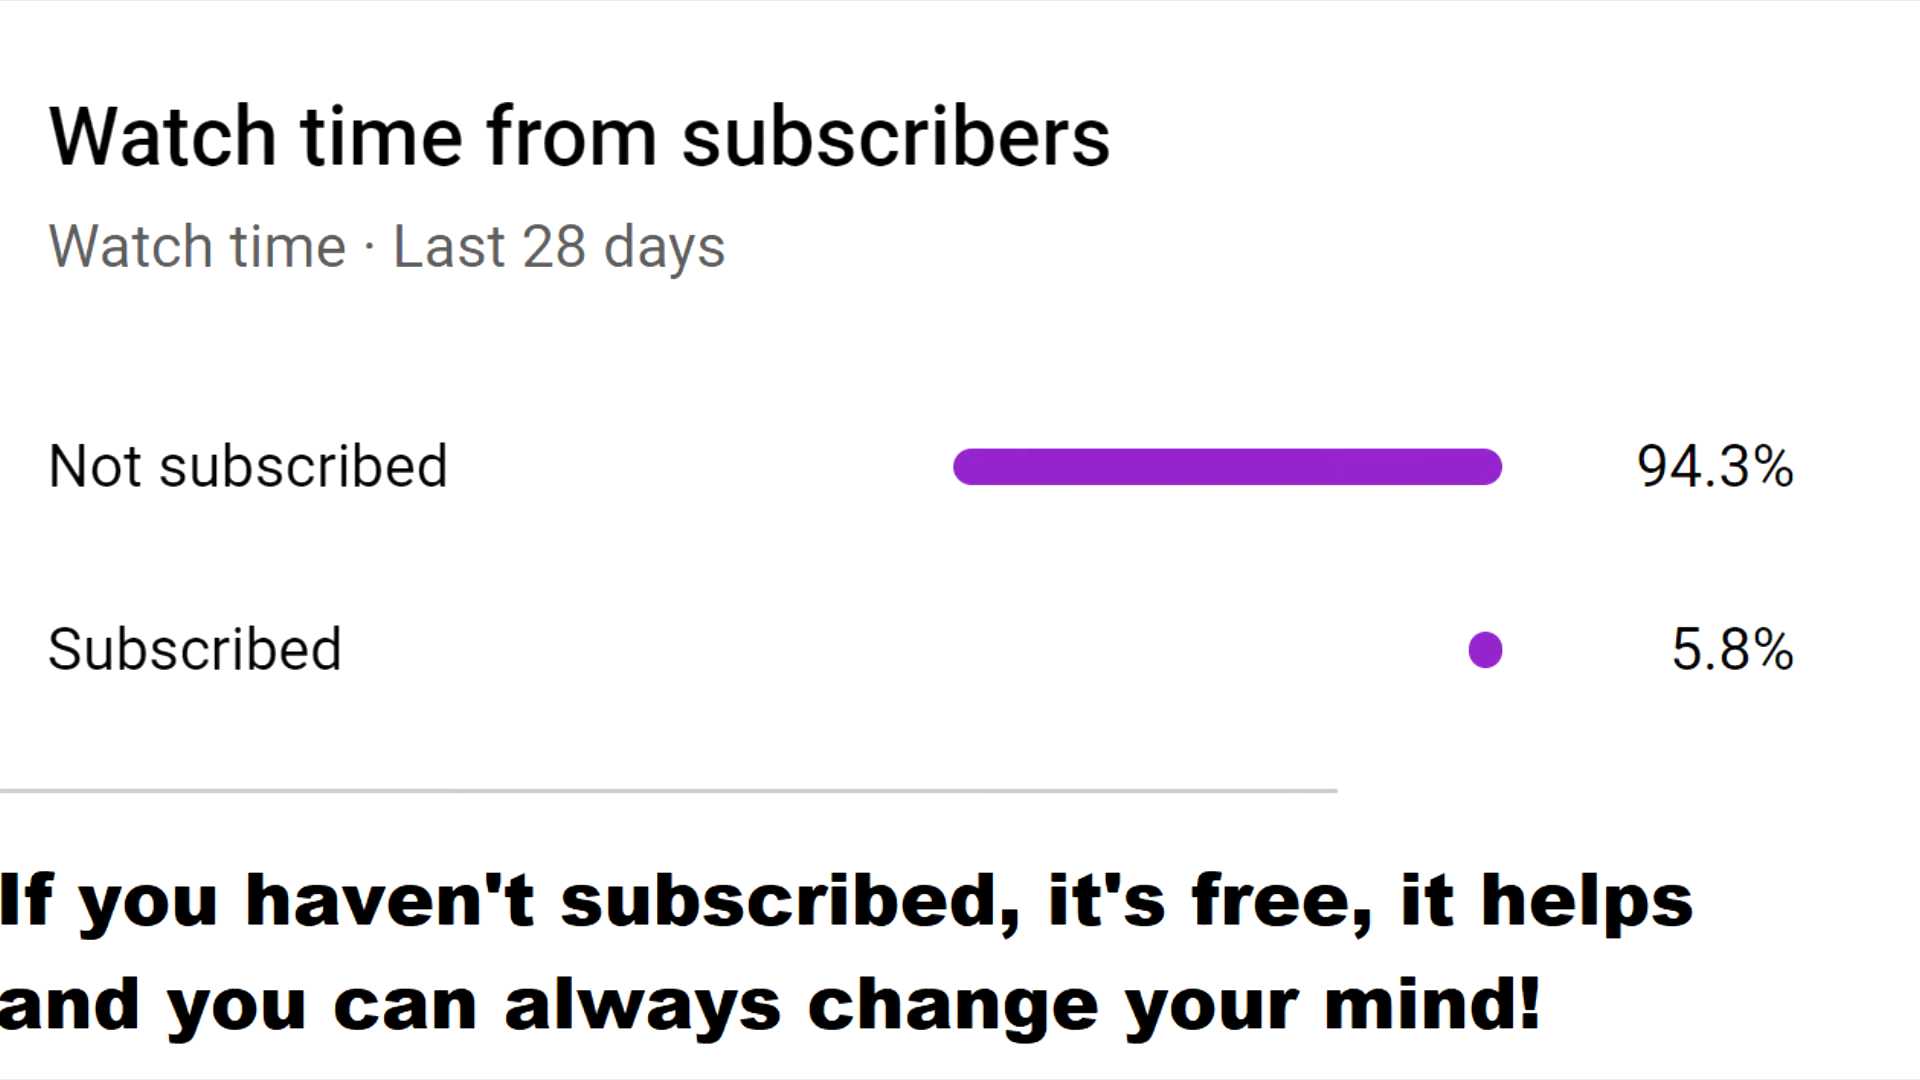 Watch time from subscribers
Watch time · Last 28 days
Not subscribed 94.3%
Subscribed 5.8%
If you haven't subscribed, it's free, it helps
and you can always change your mind!